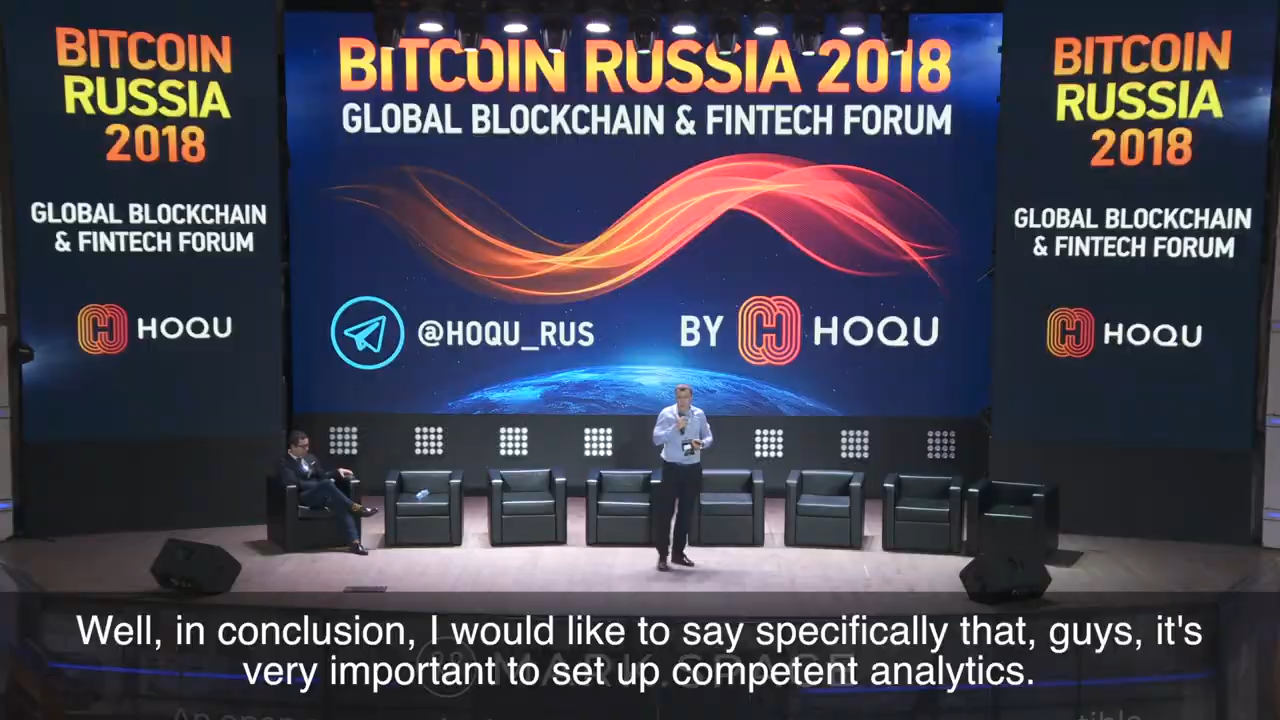 BITCOIN
RUSSIA
2018
GLOBAL BLOCKCHAIN
& FINTECH FORUM
HOQU
BITCOIN RUSSIA 2018
GLOBAL BLOCKCHAIN & FINTECH FORUM
@HOQU_RUS
BY HOQU
BITCOIN
RUSSIA
2018
GLOBAL BLOCKCHAIN
& FINTECH FORUM
HOQU
Well, in conclusion, I would like to say specifically that, guys, it's
very important to set up competent analytics.
MARK.SPACE